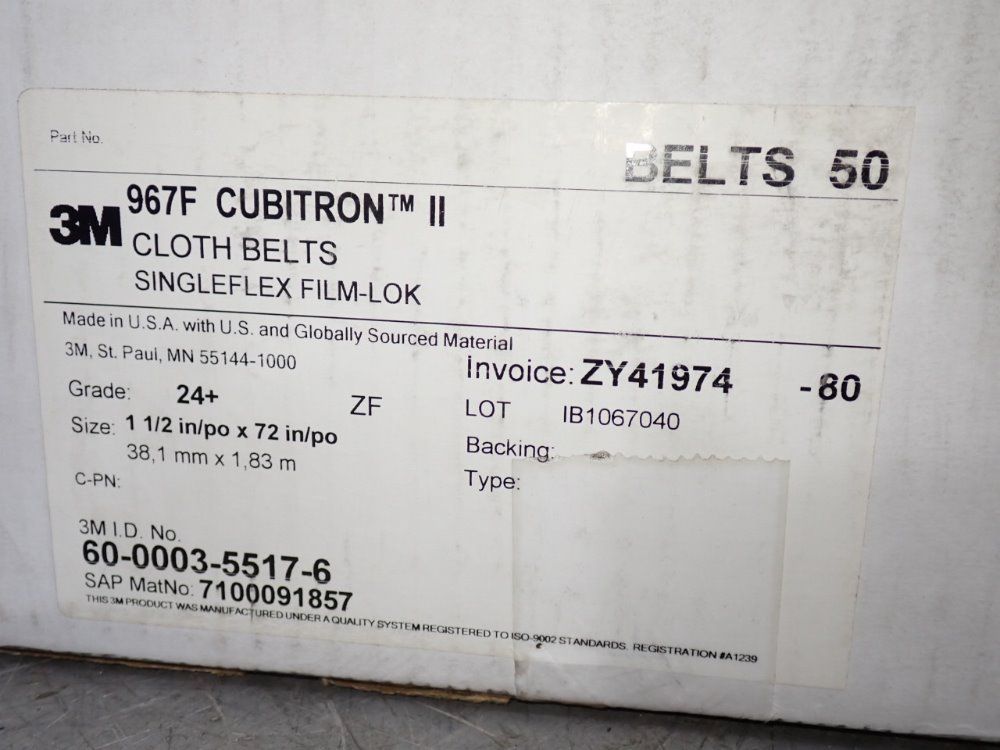 Part No.
BELTS 50
3M
967F CUBITRON™ II
CLOTH BELTS
SINGLEFLEX FILM-LOK
Made in U.S.A. with U.S. and Globally Sourced Material
3M, St. Paul, MN 55144-1000
Invoice: ZY41974 -80
Grade: 24+ ZF
LOT IB1067040
Size: 1 1/2 in/po x 72 in/po
38,1 mm x 1,83 m
Backing:
Type:
C-PN:
3M I.D. No.
60-0003-5517-6
SAP MatNo: 7100091857
THIS 3M PRODUCT WAS MANUFACTURED UNDER A QUALITY SYSTEM REGISTERED TO ISO-9002 STANDARDS. REGISTRATION #A1239